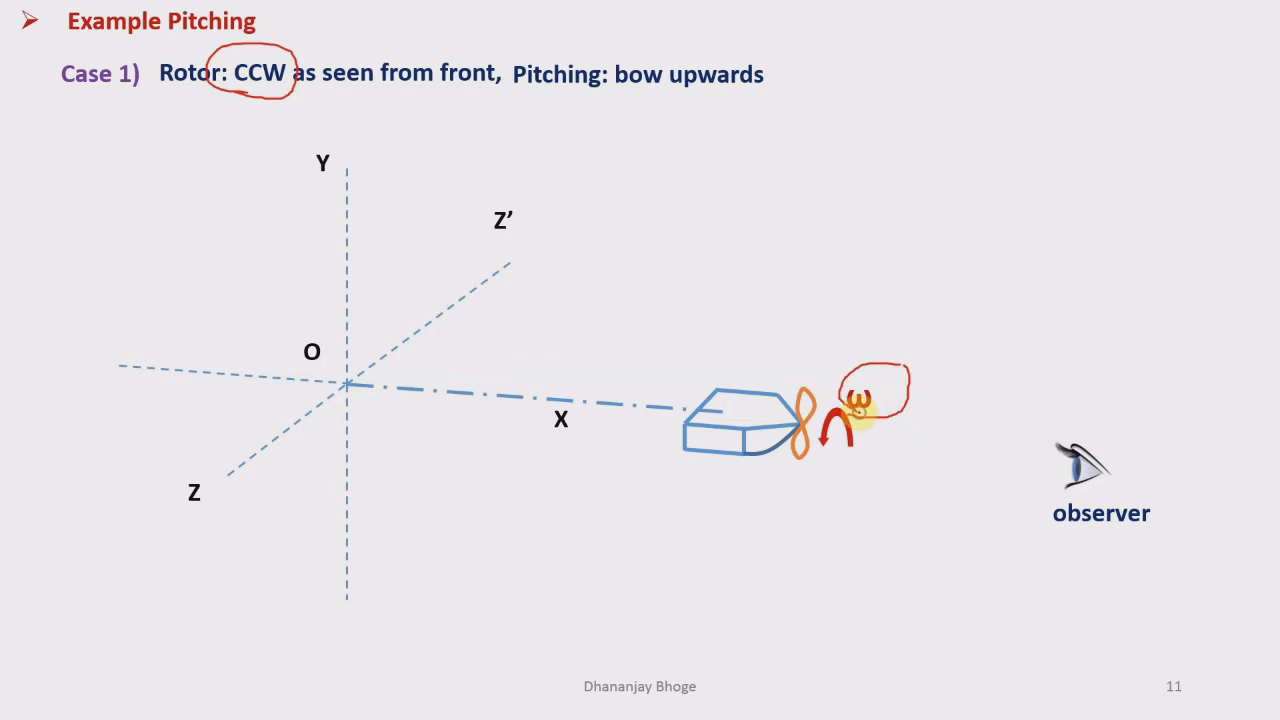 Example Pitching
Case 1) Rotor: CCW as seen from front, Pitching: bow upwards
Y
Z’
O
X
ω
Z
observer
Dhananjay Bhoge
11